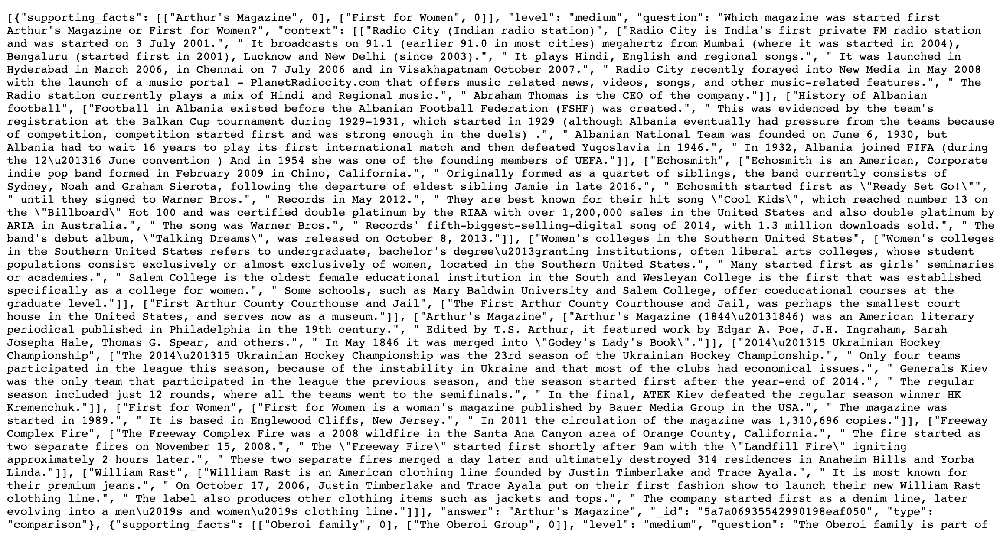 [{"supporting_facts": [["Arthur's Magazine", 0], ["First for Women", 0]], "level": "medium", "question": "Which magazine was started first
Arthur's Magazine or First for Women?", "context": [["Radio City (Indian radio station)", ["Radio City is India's first private FM radio station
and was started on 3 July 2001.", " It broadcasts on 91.1 (earlier 91.0 in most cities) megahertz from Mumbai (where it was started in 2004),
Bengaluru (started first in 2001), Lucknow and New Delhi (since 2003).", " It plays Hindi, English and regional songs.", " It was launched in
Hyderabad in March 2006, in Chennai on 7 July 2006 and in Visakhapatnam October 2007.", " Radio City recently forayed into New Media in May 2008
with the launch of a music portal - PlanetRadiocity.com that offers music related news, videos, songs, and other music-related features.", " The
Radio station currently plays a mix of Hindi and Regional music.", " Abraham Thomas is the CEO of the company."]], ["History of Albanian
football", ["Football in Albania existed before the Albanian Football Federation (FSHF) was created.", " This was evidenced by the team's
registration at the Balkan Cup tournament during 1929-1931, which started in 1929 (although Albania eventually had pressure from the teams because
of competition, competition started first and was strong enough in the duels) .", " Albanian National Team was founded on June 6, 1930, but
Albania had to wait 16 years to play its first international match and then defeated Yugoslavia in 1946.", " In 1932, Albania joined FIFA (during
the 12\u201316 June convention ) And in 1954 she was one of the founding members of UEFA."]], ["Echosmith", ["Echosmith is an American, Corporate
indie pop band formed in February 2009 in Chino, California.", " Originally formed as a quartet of siblings, the band currently consists of
Sydney, Noah and Graham Sierota, following the departure of eldest sibling Jamie in late 2016.", " Echosmith started first as \"Ready Set Go!\"",
" until they signed to Warner Bros.", " Records in May 2012.", " They are best known for their hit song \"Cool Kids\", which reached number 13 on
the \"Billboard\" Hot 100 and was certified double platinum by the RIAA with over 1,200,000 sales in the United States and also double platinum by
ARIA in Australia.", " The song was Warner Bros.", " Records' fifth-biggest-selling-digital song of 2014, with 1.3 million downloads sold.", " The
band's debut album, \"Talking Dreams\", was released on October 8, 2013."]], ["Women's colleges in the Southern United States", ["Women's colleges
in the Southern United States refers to undergraduate, bachelor's degree\u2013granting institutions, often liberal arts colleges, whose student
populations consist exclusively or almost exclusively of women, located in the Southern United States.", " Many started first as girls' seminaries
or academies.", " Salem College is the oldest female educational institution in the South and Wesleyan College is the first that was established
specifically as a college for women.", " Some schools, such as Mary Baldwin University and Salem College, offer coeducational courses at the
graduate level."]], ["First Arthur County Courthouse and Jail", ["The First Arthur County Courthouse and Jail, was perhaps the smallest court
house in the United States, and serves now as a museum."]], ["Arthur's Magazine", ["Arthur's Magazine (1844\u20131846) was an American literary
periodical published in Philadelphia in the 19th century.", " Edited by T.S. Arthur, it featured work by Edgar A. Poe, J.H. Ingraham, Sarah
Josepha Hale, Thomas G. Spear, and others.", " In May 1846 it was merged into \"Godey's Lady's Book\"."]], ["2014\u201315 Ukrainian Hockey
Championship", ["The 2014\u201315 Ukrainian Hockey Championship was the 23rd season of the Ukrainian Hockey Championship.", " Only four teams
participated in the league this season, because of the instability in Ukraine and that most of the clubs had economical issues.", " Generals Kiev
was the only team that participated in the league the previous season, and the season started first after the year-end of 2014.", " The regular
season included just 12 rounds, where all the teams went to the semifinals.", " In the final, ATEK Kiev defeated the regular season winner HK
Kremenchuk."]], ["First for Women", ["First for Women is a woman's magazine published by Bauer Media Group in the USA.", " The magazine was
started in 1989.", " It is based in Englewood Cliffs, New Jersey.", " In 2011 the circulation of the magazine was 1,310,696 copies."]], ["Freeway
Complex Fire", ["The Freeway Complex Fire was a 2008 wildfire in the Santa Ana Canyon area of Orange County, California.", " The fire started as
two separate fires on November 15, 2008.", " The \"Freeway Fire\" started first shortly after 9am with the \"Landfill Fire\" igniting
approximately 2 hours later.", " These two separate fires merged a day later and ultimately destroyed 314 residences in Anaheim Hills and Yorba
Linda."]], ["William Rast", ["William Rast is an American clothing line founded by Justin Timberlake and Trace Ayala.", " It is most known for
their premium jeans.", " On October 17, 2006, Justin Timberlake and Trace Ayala put on their first fashion show to launch their new William Rast
clothing line.", " The label also produces other clothing items such as jackets and tops.", " The company started first as a denim line, later
evolving into a men\u2019s and women\u2019s clothing line."]]], "answer": "Arthur's Magazine", "_id": "5a7a06935542990198eaf050", "type":
"comparison"}, {"supporting_facts": [["Oberoi family", 0], ["The Oberoi Group", 0]], "level": "medium", "question": "The Oberoi family is part of